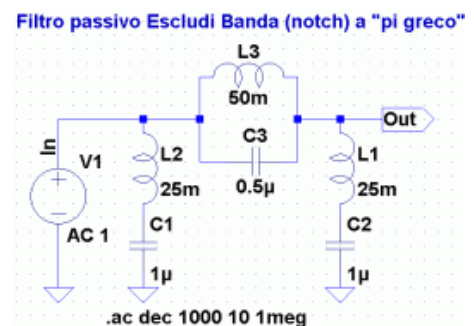 Filtro passivo Escludi Banda (notch) a "pi greco"
L3
50m
Out
In
V1
L2
C3
L1
25m
0.5µ
25m
C1
C2
AC 1
1µ
1µ
.ac dec 1000 10 1meg